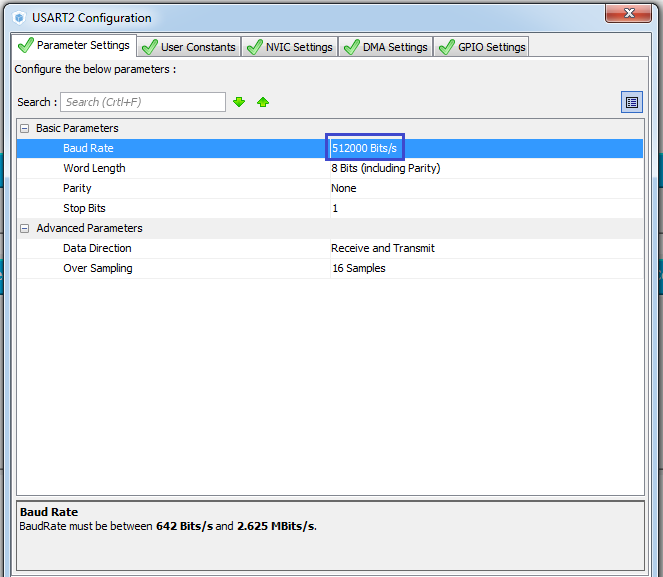 USART2 Configuration
Parameter Settings User Constants NVIC Settings DMA Settings GPIO Settings
Configure the below parameters :
Search : Search (Crtl+F)
Basic Parameters
Baud Rate 512000 Bits/s
Word Length 8 Bits (including Parity)
Parity None
Stop Bits 1
Advanced Parameters
Data Direction Receive and Transmit
Over Sampling 16 Samples
Baud Rate
BaudRate must be between 642 Bits/s and 2.625 MBits/s.